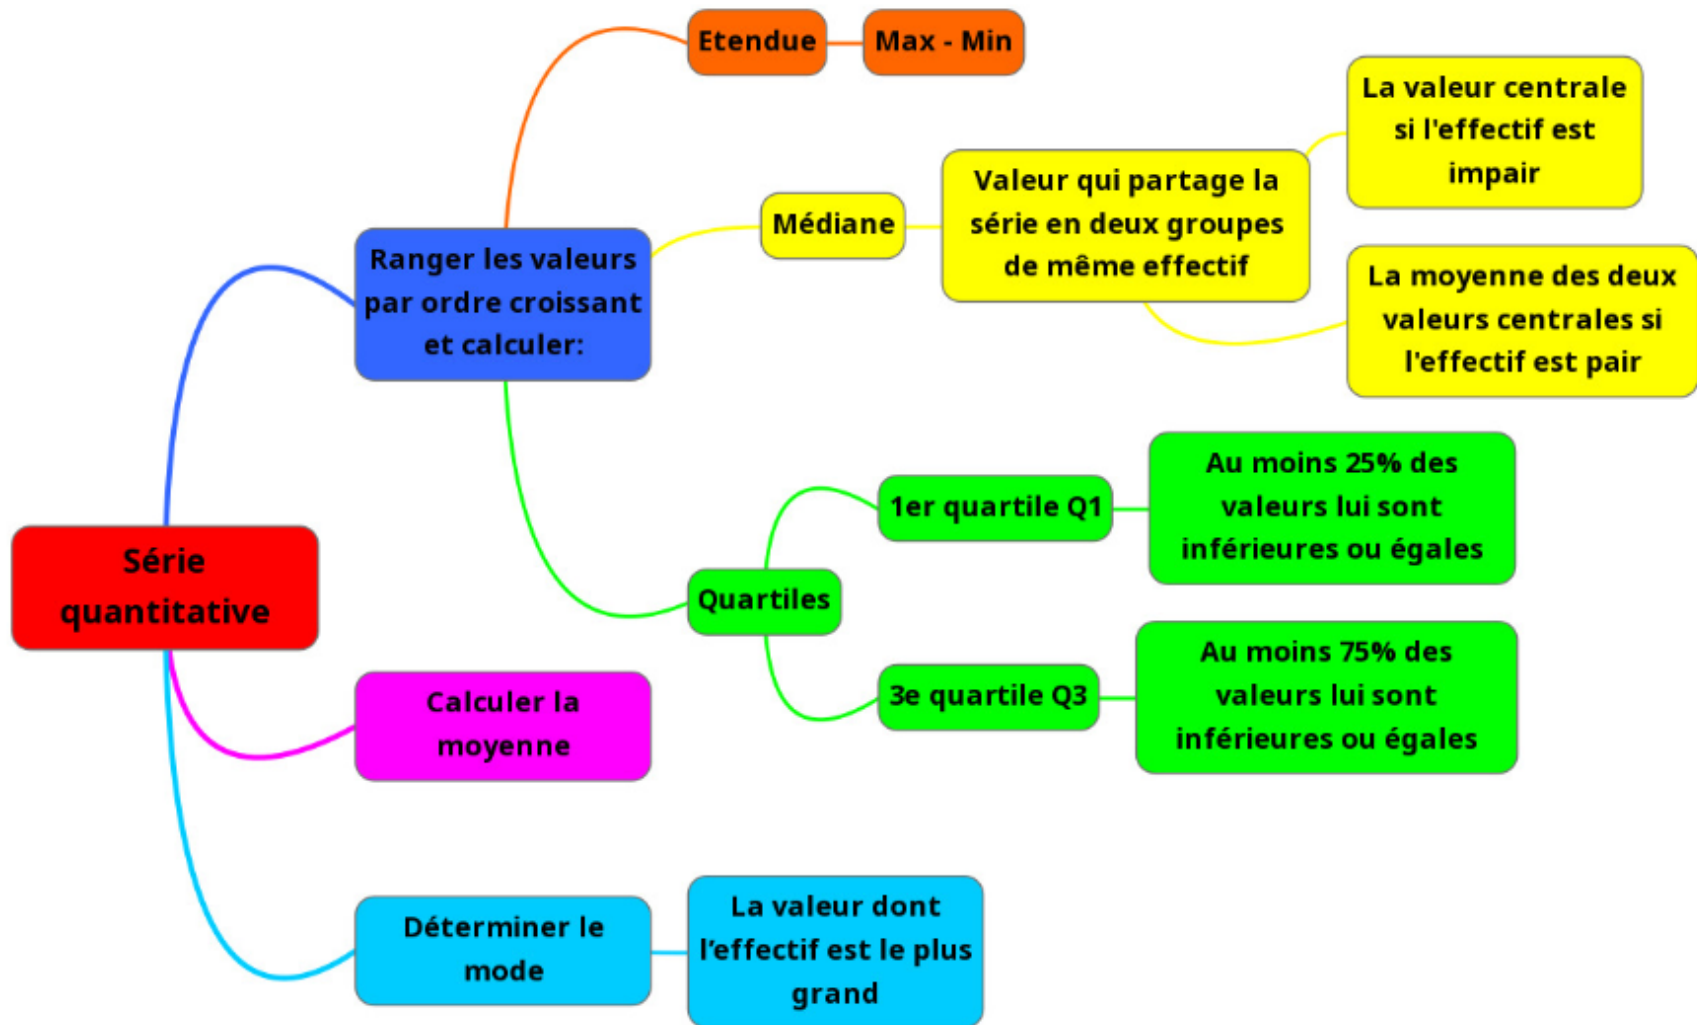 Etendue
Max - Min
La valeur centrale
si l'effectif est
impair
Médiane
Valeur qui partage la
série en deux groupes
de même effectif
La moyenne des deux
valeurs centrales si
l'effectif est pair
Ranger les valeurs
par ordre croissant
et calculer:
Quartiles
1er quartile Q1
Au moins 25% des
valeurs lui sont
inférieures ou égales
3e quartile Q3
Au moins 75% des
valeurs lui sont
inférieures ou égales
Série
quantitative
Calculer la
moyenne
Déterminer le
mode
La valeur dont
l’effectif est le plus
grand